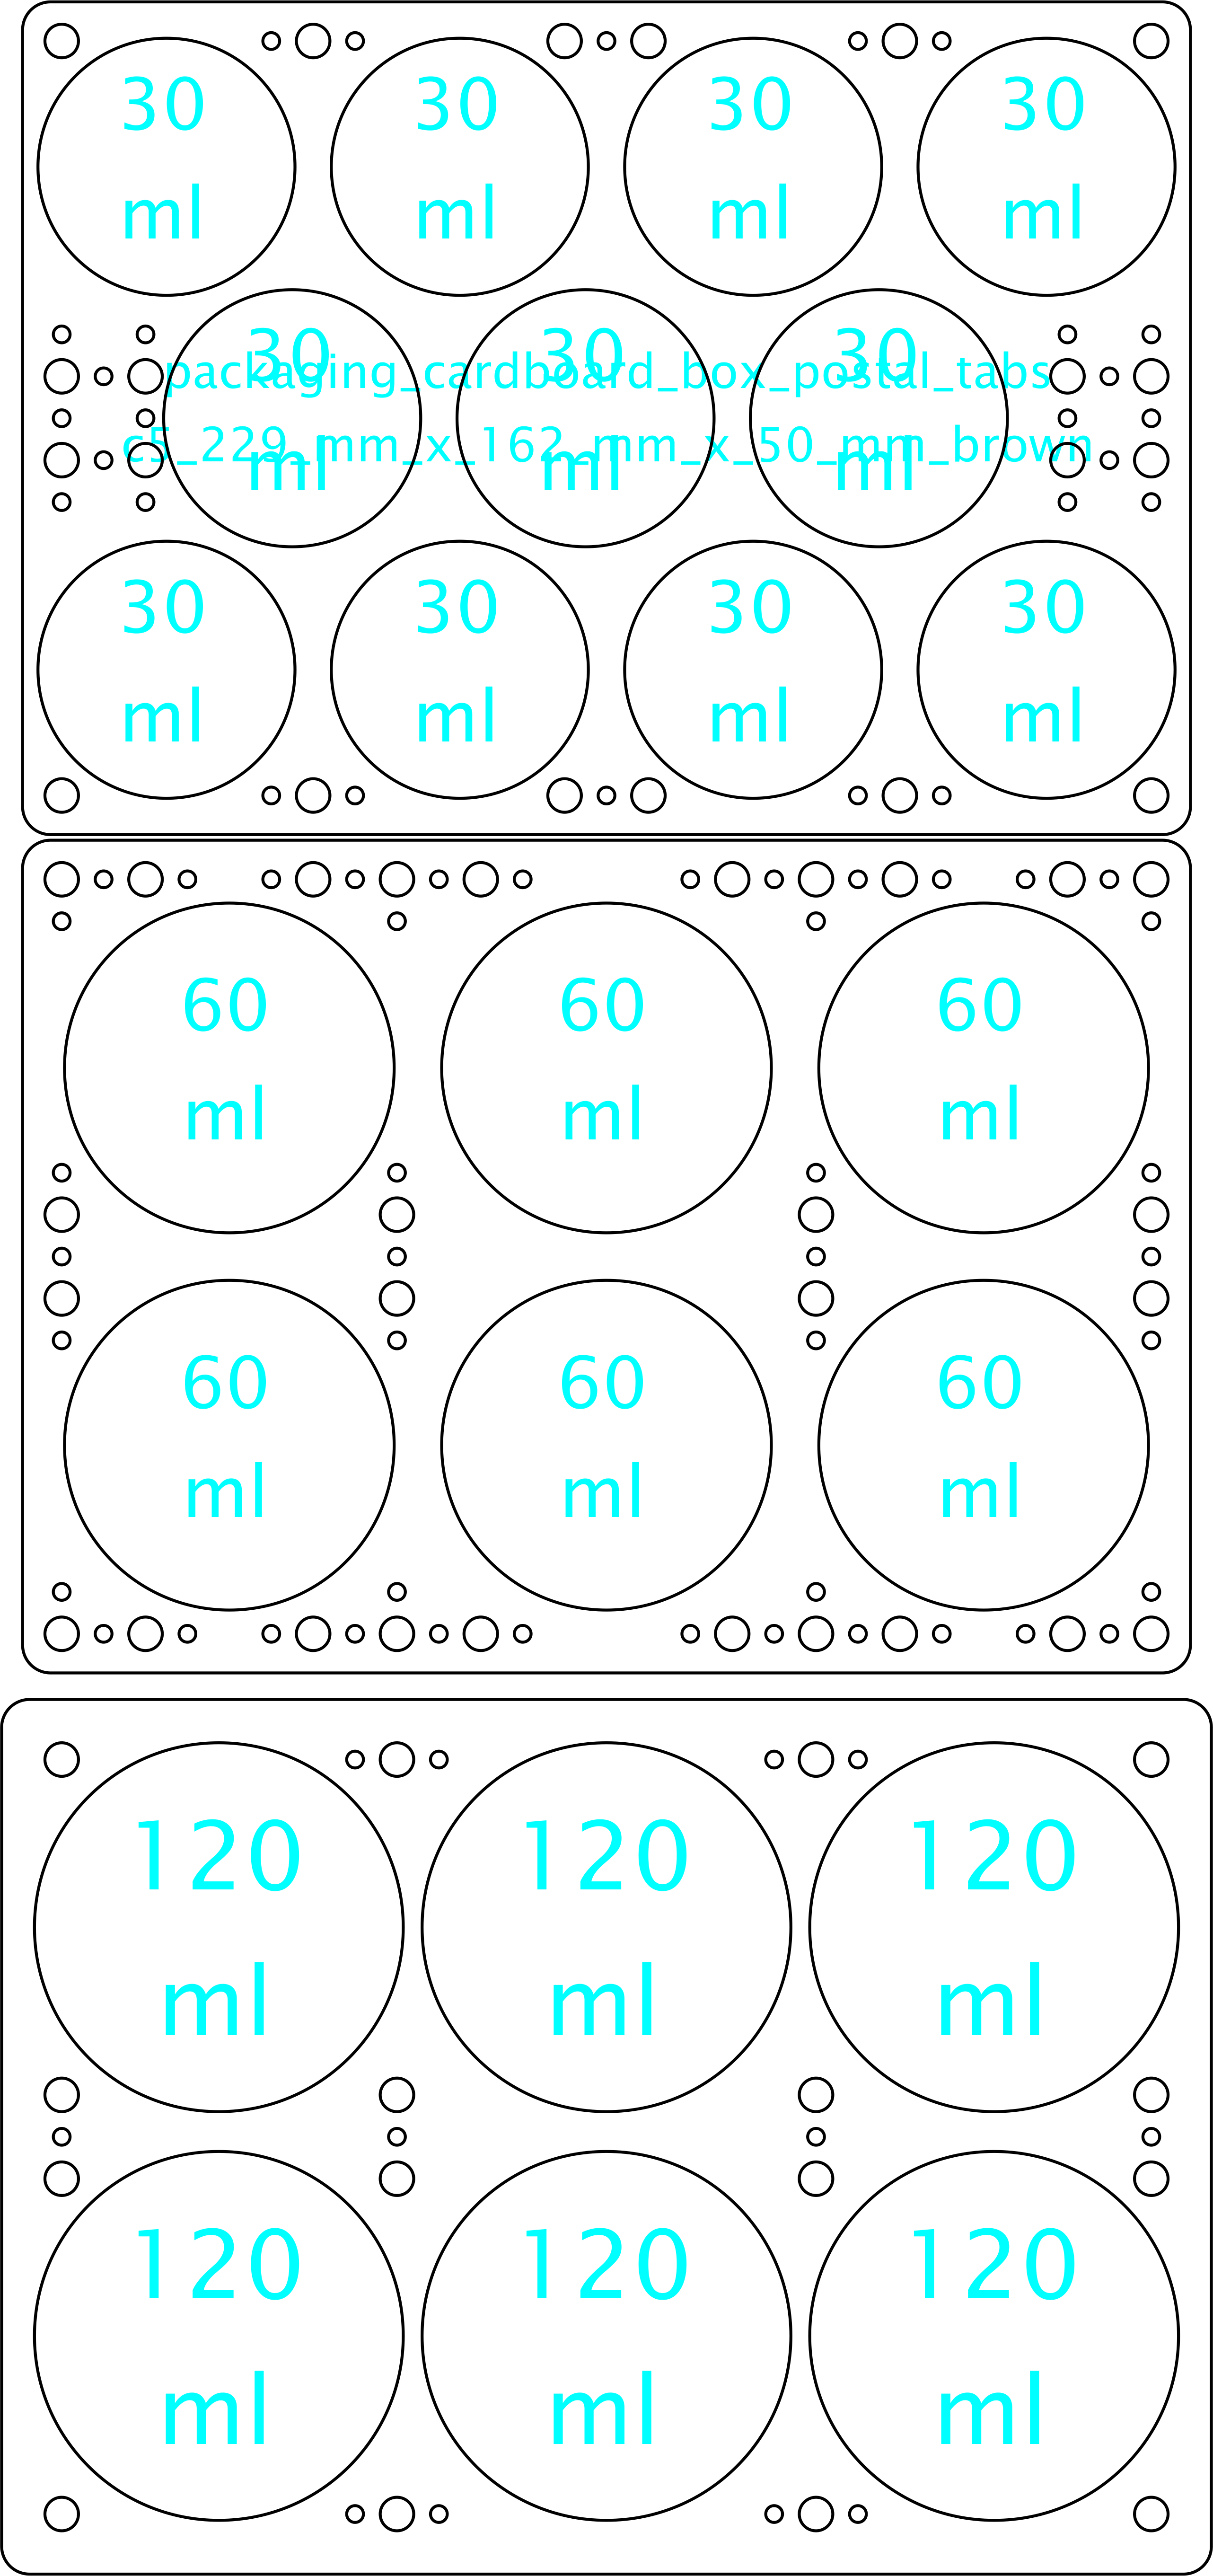 30 30 30 30
ml ml ml ml
30 30 30
packaging_cardboard_box_postal_tabs
c5_229_mm_x_162_mm_x_50_mm_brown
ml ml ml
30 30 30 30
ml ml ml ml
60 60 60
ml ml ml
60 60 60
ml ml ml
120 120 120
ml ml ml
120 120 120
ml ml ml